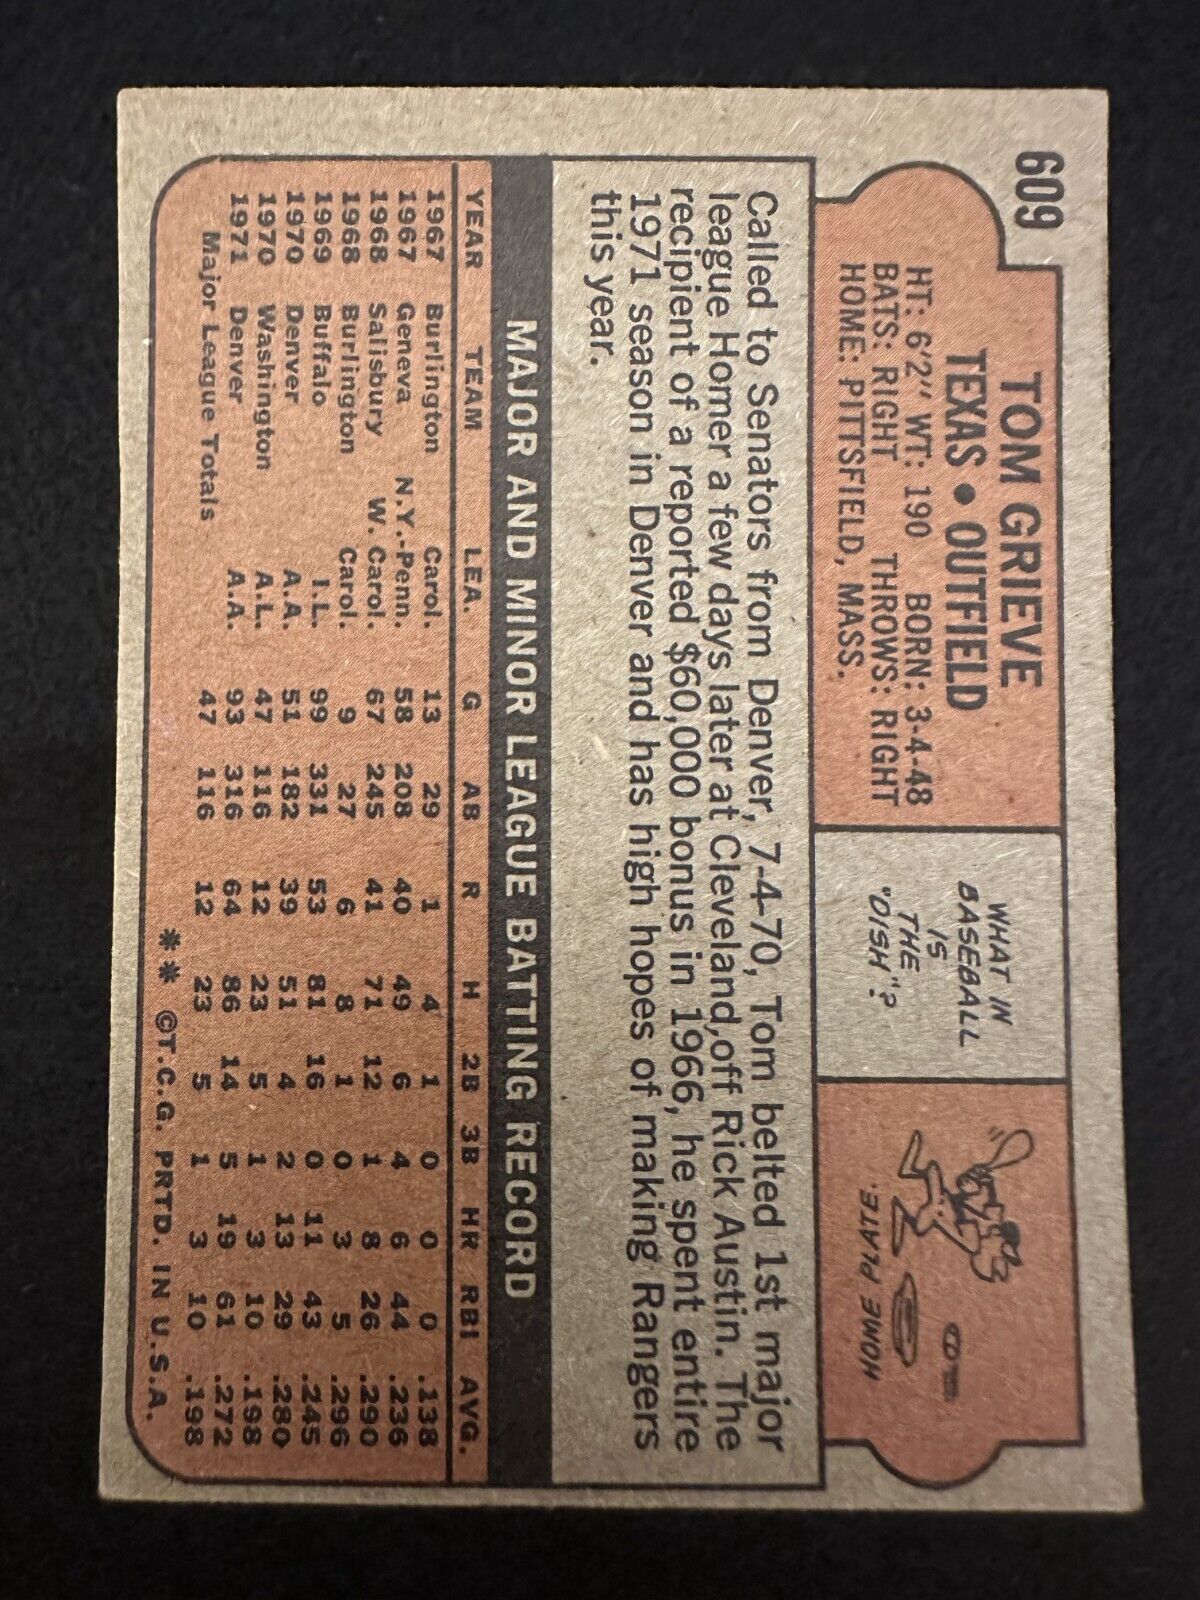 609
TOM GRIEVE
TEXAS • OUTFIELD
HT: 6'2" WT: 190 BORN: 3-4-48
BATS: RIGHT THROWS: RIGHT
HOME: PITTSFIELD, MASS.
WHAT IN
BASEBALL
IS
THE
"DISH"?
HOME PLATE.
Called to Senators from Denver, 7-4-70, Tom belted 1st major
league Homer a few days later at Cleveland,off Rick Austin. The
recipient of a reported $60,000 bonus in 1966, he spent entire
1971 season in Denver and has high hopes of making Rangers
this year.
MAJOR AND MINOR LEAGUE BATTING RECORD
YEAR TEAM LEA. G AB R H 2B 3B HR RBI AVG.
1967 Burlington Carol. 13 29 1 4 1 0 0 0 .138
1967 Geneva N.Y.-Penn. 58 208 40 49 6 4 6 44 .236
1968 Salisbury W. Carol. 67 245 41 71 12 1 8 26 .290
1968 Burlington Carol. 9 27 6 8 1 0 3 5 .296
1969 Buffalo I.L. 99 331 53 81 16 0 11 43 .245
1970 Denver A.A. 51 182 39 51 4 2 13 29 .280
1970 Washington A.L. 47 116 12 23 5 1 3 10 .198
1971 Denver A.A. 93 316 64 86 14 5 19 61 .272
Major League Totals 47 116 12 23 5 1 3 10 .198
** ©T.C.G. PRTD. IN U.S.A.